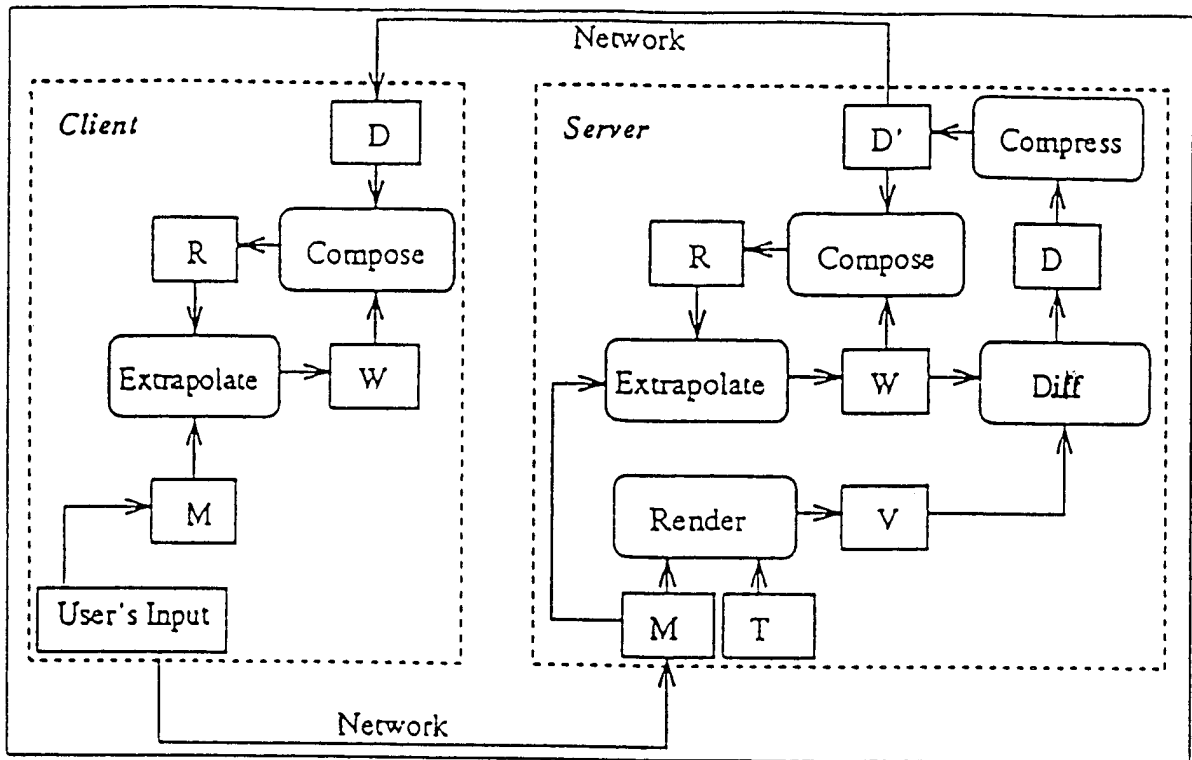 Network
Client
D
R
Compose
Extrapolate
W
M
User's Input
Server
D'
Compress
R
Compose
D
Extrapolate
W
Diff
Render
V
M
T
Network